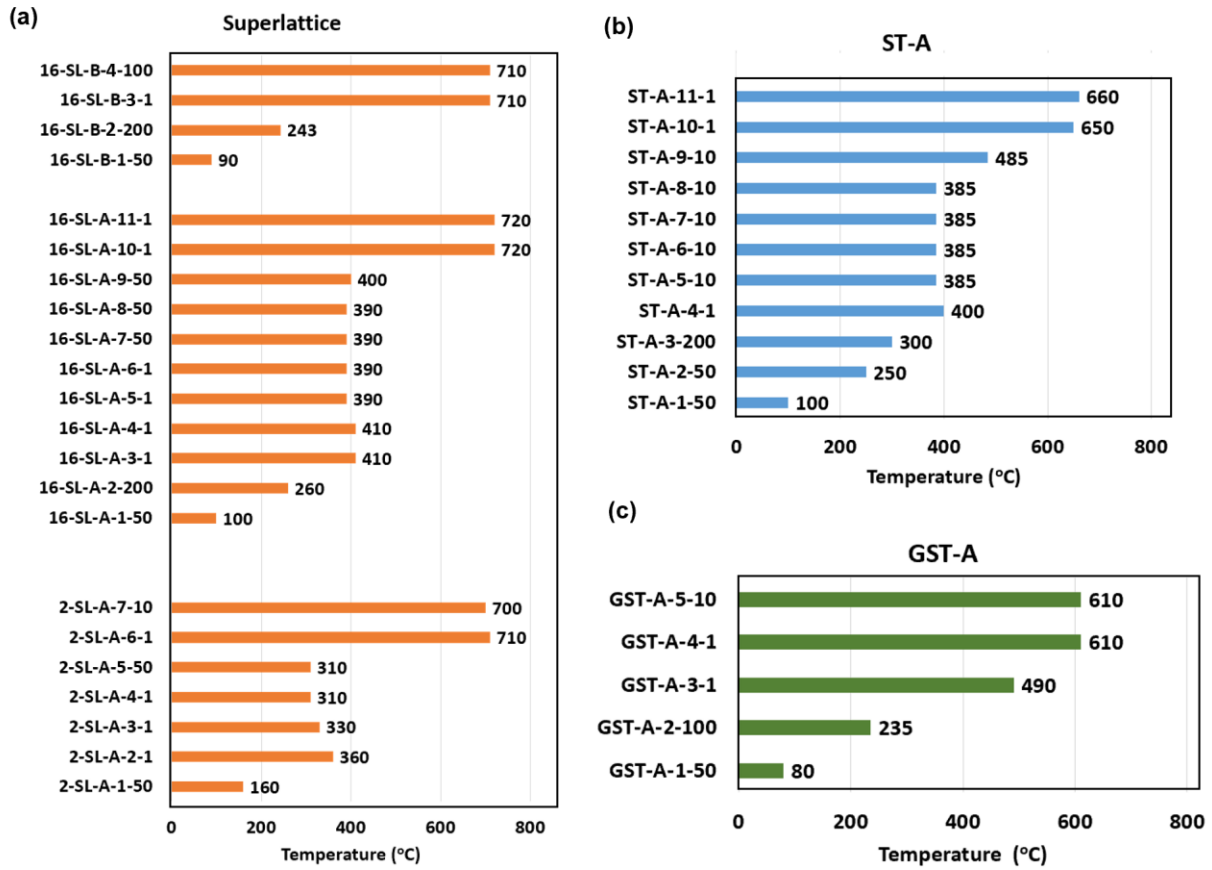 (a)
Superlattice
16-SL-B-4-100 710
16-SL-B-3-1 710
16-SL-B-2-200 243
16-SL-B-1-50 90
16-SL-A-11-1 720
16-SL-A-10-1 720
16-SL-A-9-50 400
16-SL-A-8-50 390
16-SL-A-7-50 390
16-SL-A-6-1 390
16-SL-A-5-1 390
16-SL-A-4-1 410
16-SL-A-3-1 410
16-SL-A-2-200 260
16-SL-A-1-50 100
2-SL-A-7-10 700
2-SL-A-6-1 710
2-SL-A-5-50 310
2-SL-A-4-1 310
2-SL-A-3-1 330
2-SL-A-2-1 360
2-SL-A-1-50 160
0 200 400 600 800
Temperature (°C)
(b)
ST-A
ST-A-11-1 660
ST-A-10-1 650
ST-A-9-10 485
ST-A-8-10 385
ST-A-7-10 385
ST-A-6-10 385
ST-A-5-10 385
ST-A-4-1 400
ST-A-3-200 300
ST-A-2-50 250
ST-A-1-50 100
0 200 400 600 800
Temperature (°C)
(c)
GST-A
GST-A-5-10 610
GST-A-4-1 610
GST-A-3-1 490
GST-A-2-100 235
GST-A-1-50 80
0 200 400 600 800
Temperature (°C)